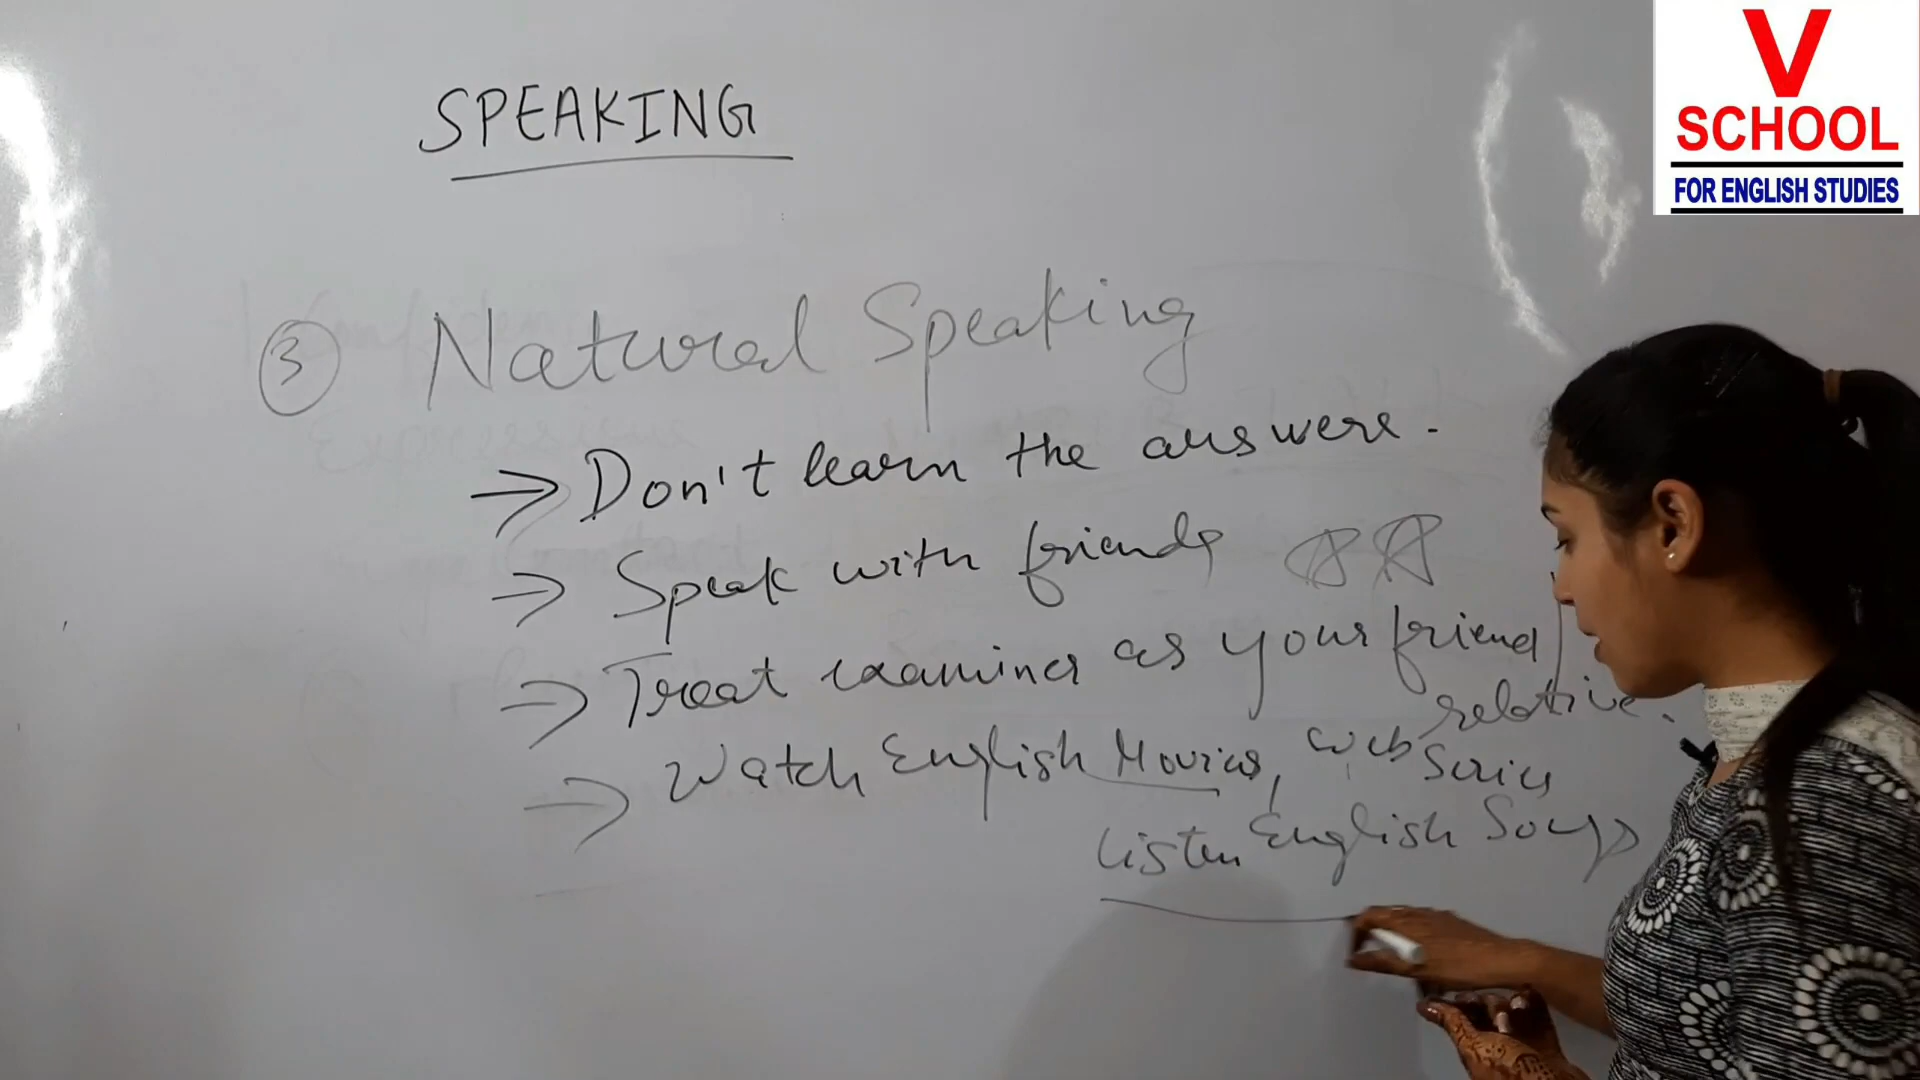 V
SCHOOL
FOR ENGLISH STUDIES
SPEAKING
3 Natural Speaking
→ Don't learn the answers.
→ Speak with friends
→ Treat examiner as your friend/
relative.
→ Watch English Movies, web Series
Listen English Songs